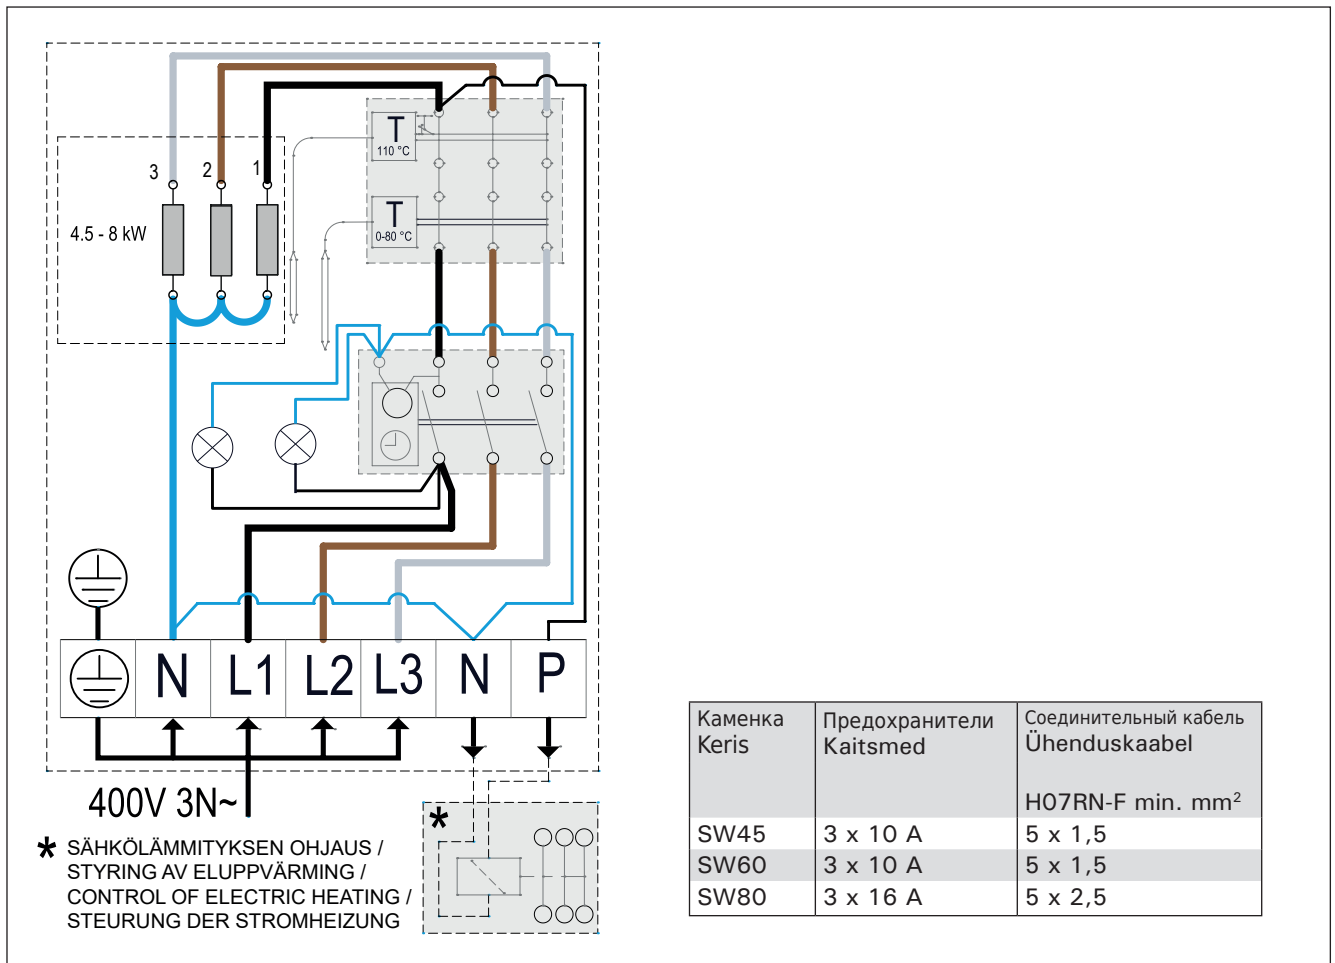 3
2
1
T
110 °C
4.5 - 8 kW
T
0-80 °C
N
L1
L2
L3
N
P
400V 3N~
*
* SÄHKÖLÄMMITYKSEN OHJAUS /
STYRING AV ELUPPVÄRMING /
CONTROL OF ELECTRIC HEATING /
STEURUNG DER STROMHEIZUNG
Каменка
Keris
Предохранители
Kaitsmed
Соединительный кабель
Ühenduskaabel
H07RN-F min. mm²
SW45 3 x 10 A 5 x 1,5
SW60 3 x 10 A 5 x 1,5
SW80 3 x 16 A 5 x 2,5